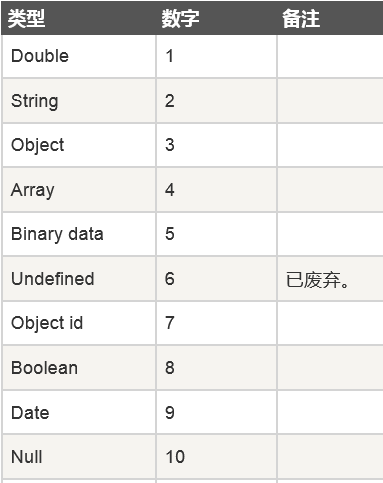 类型 数字 备注
Double 1
String 2
Object 3
Array 4
Binary data 5
Undefined 6 已废弃。
Object id 7
Boolean 8
Date 9
Null 10